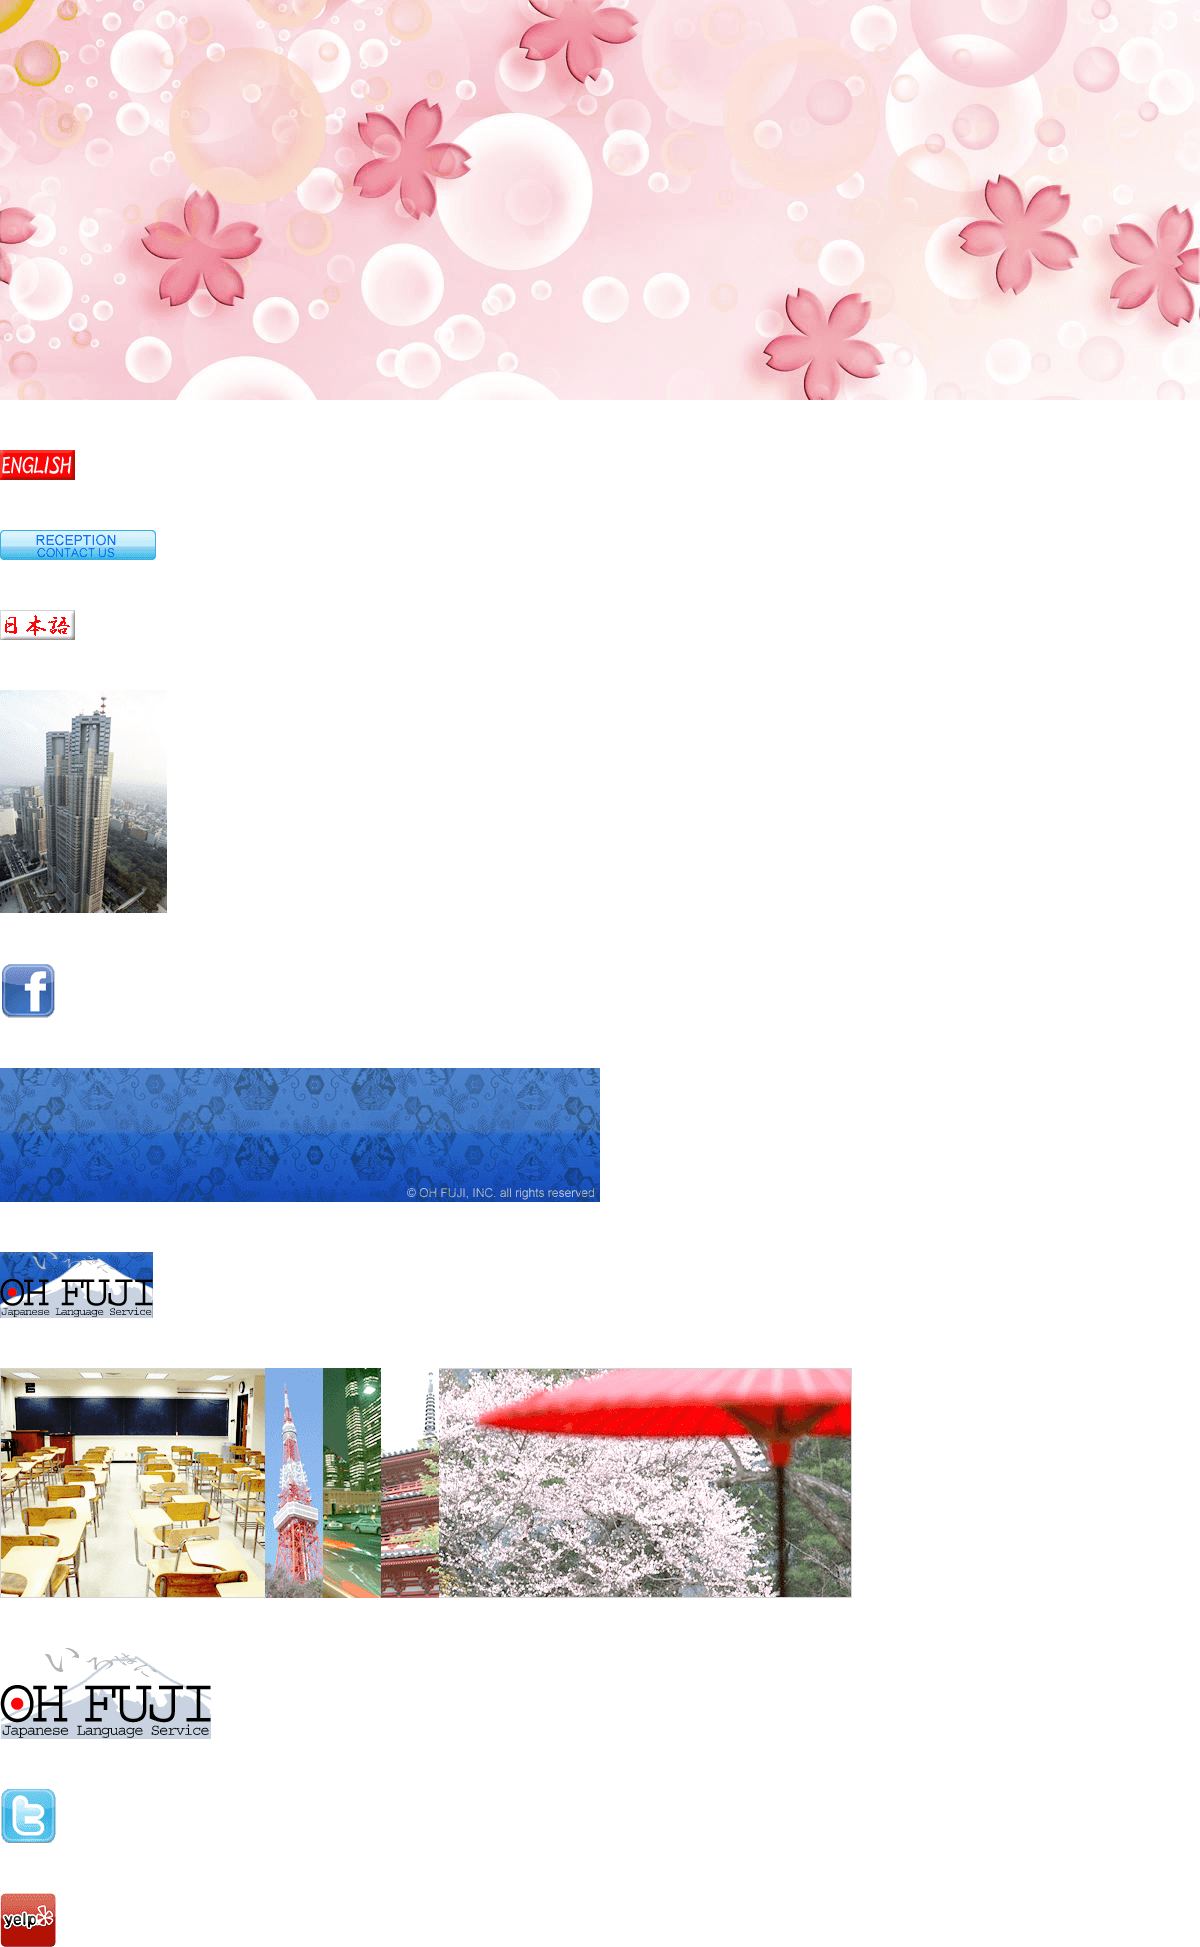 ENGLISH
RECEPTION
CONTACT US
日本語
f
© OH FUJI, INC. all rights reserved
OH FUJI
Japanese Language Service
OH FUJI
Japanese Language Service
t
yelp